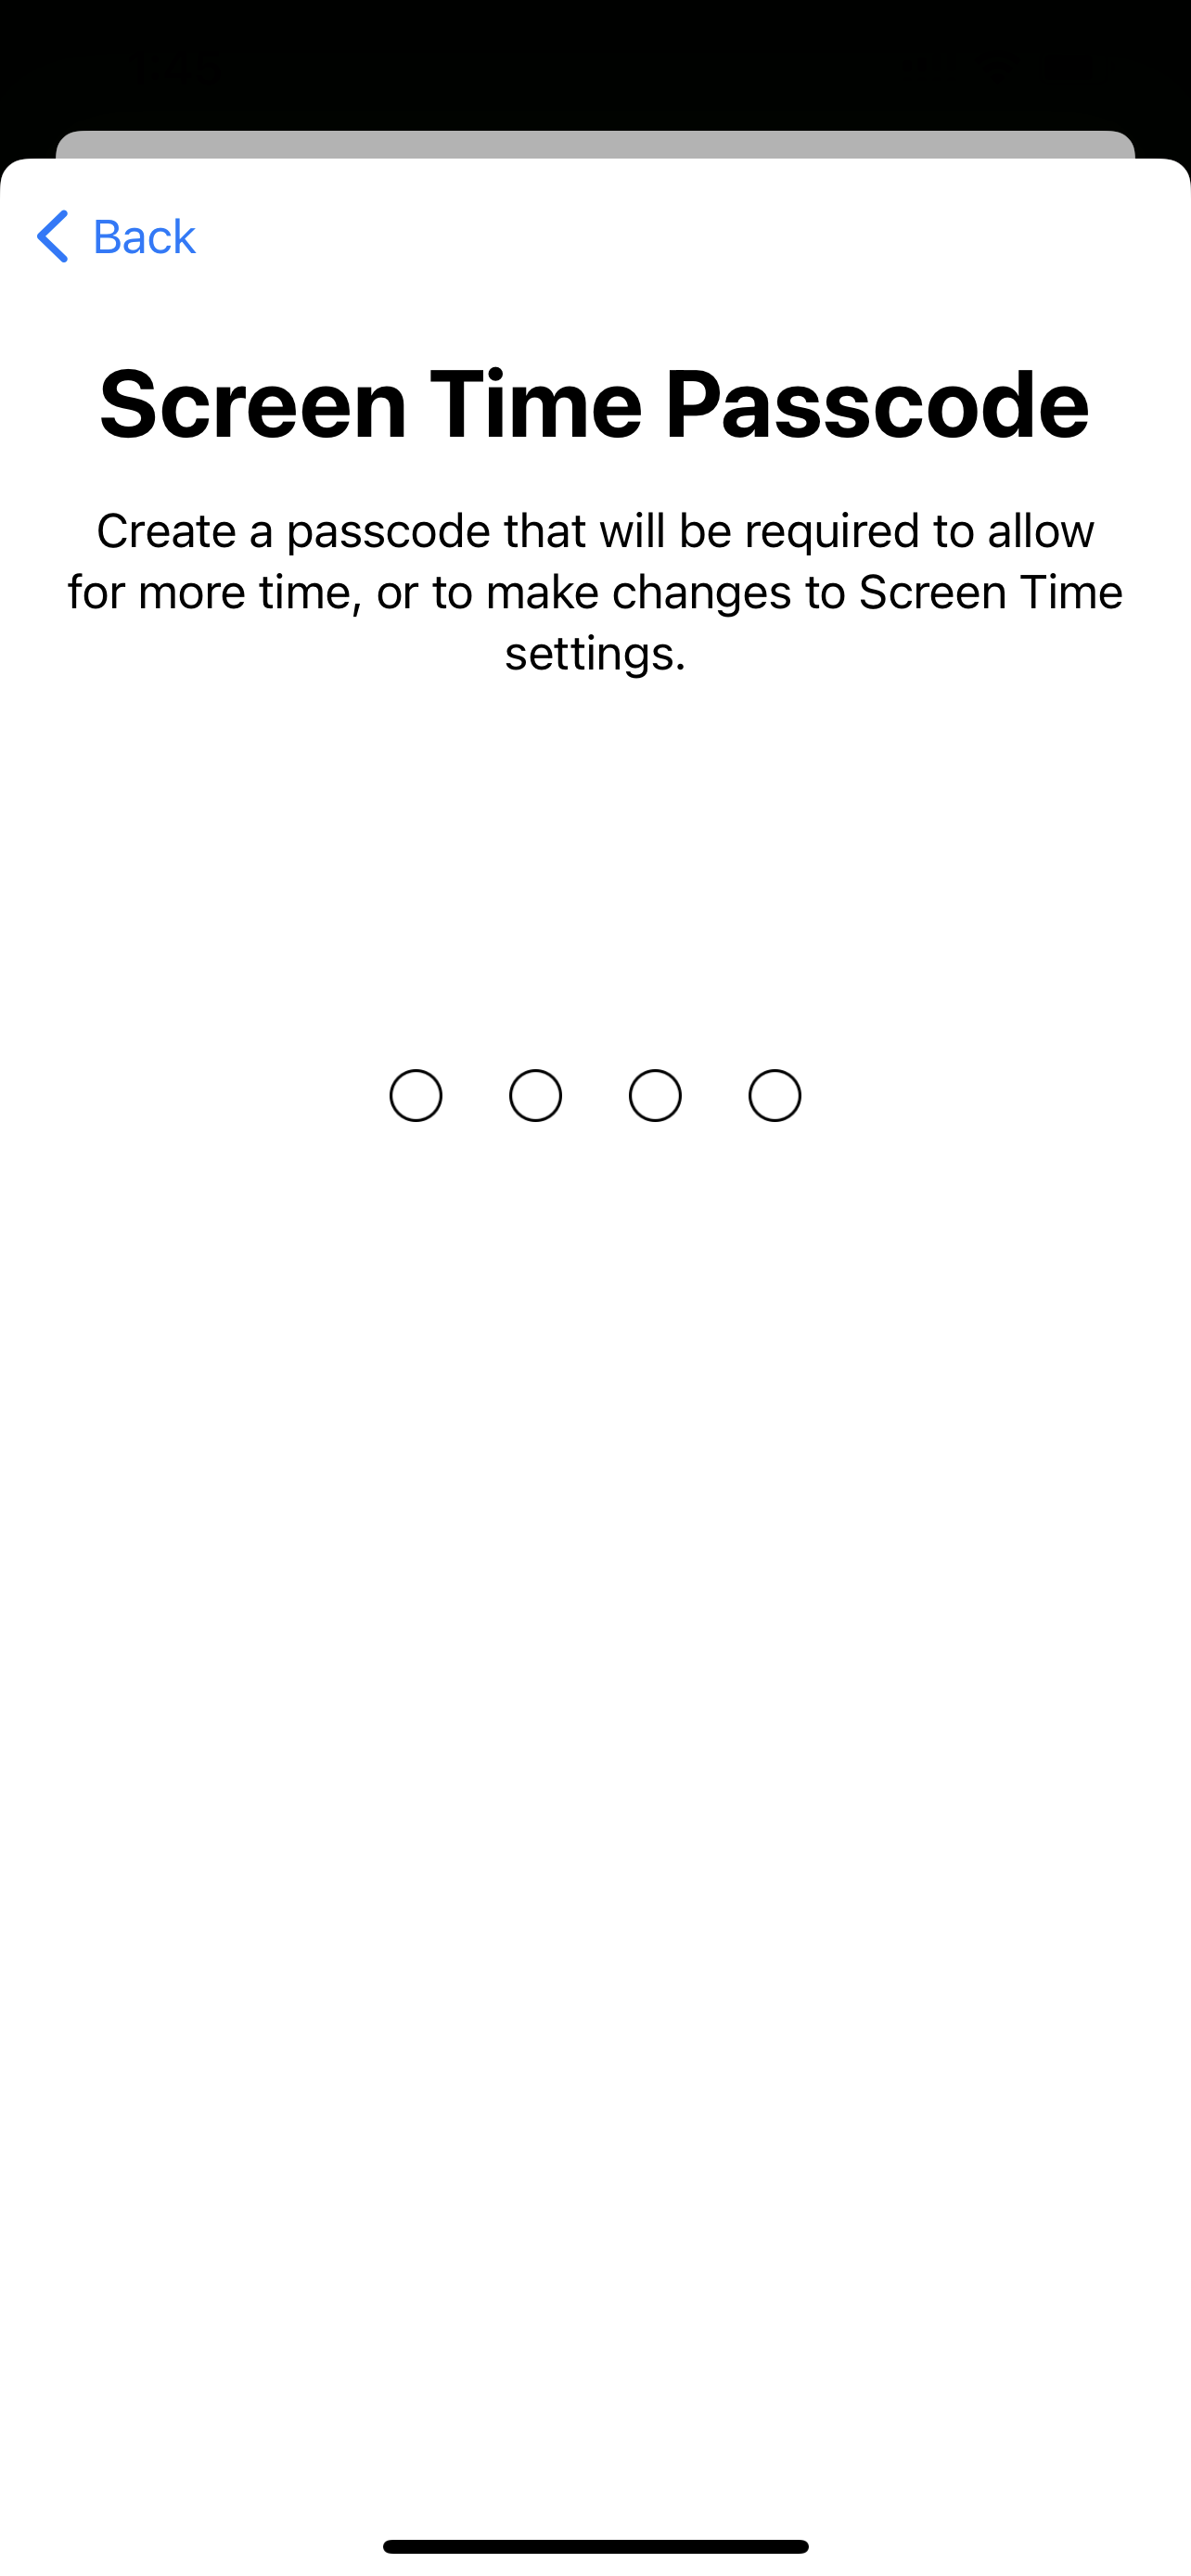 Back
Screen Time Passcode
Create a passcode that will be required to allow
for more time, or to make changes to Screen Time
settings.